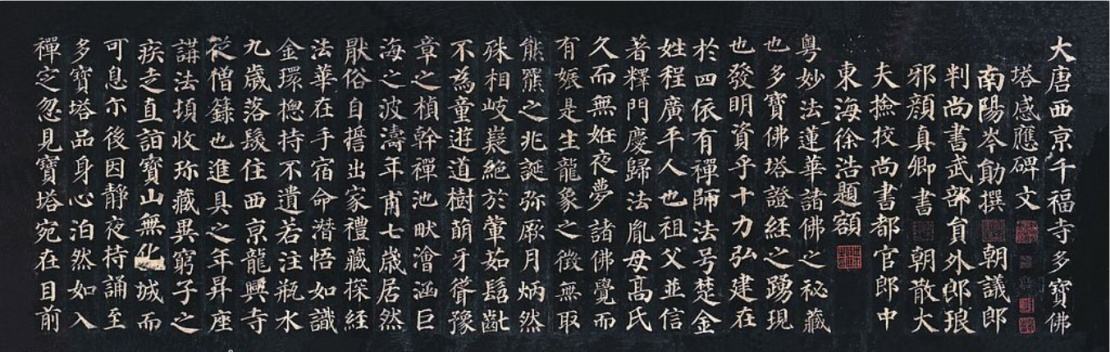 大唐西京千福寺多寶佛
塔感應碑文
南陽岑勛撰 朝議郎
判尚書武部員外郎琅
邪顏真卿書 朝散大
夫撿挍尚書都官郎中
東海徐浩題額
粵妙法蓮華諸佛之秘藏
也多寶佛塔證經之踴現
也發明資乎十力弘建在
於四依有禪師法号楚金
姓程廣平人也祖父並信
著釋門慶歸法胤母高氏
久而無妊夜夢諸佛覺而
有娠是生龍象之徵無取
熊羆之兆誕弥厥月炳然
殊相岐嶷絕於葷茹髫齔
不為童遊道樹萌牙聳豫
章之楨幹禪池畎澮涵巨
海之波濤年甫七歲居然
猒俗自誓出家禮藏探經
法華在手宿命潛悟如識
金環揔持不遺若注瓶水
九歲落髮住西京龍興寺
從僧籙也進具之年昇座
講法頓收珎藏異窮子之
疾走直詣寶山無化城而
可息尒後因靜夜持誦至
多寶塔品身心泊然如入
禪定忽見寶塔宛在目前